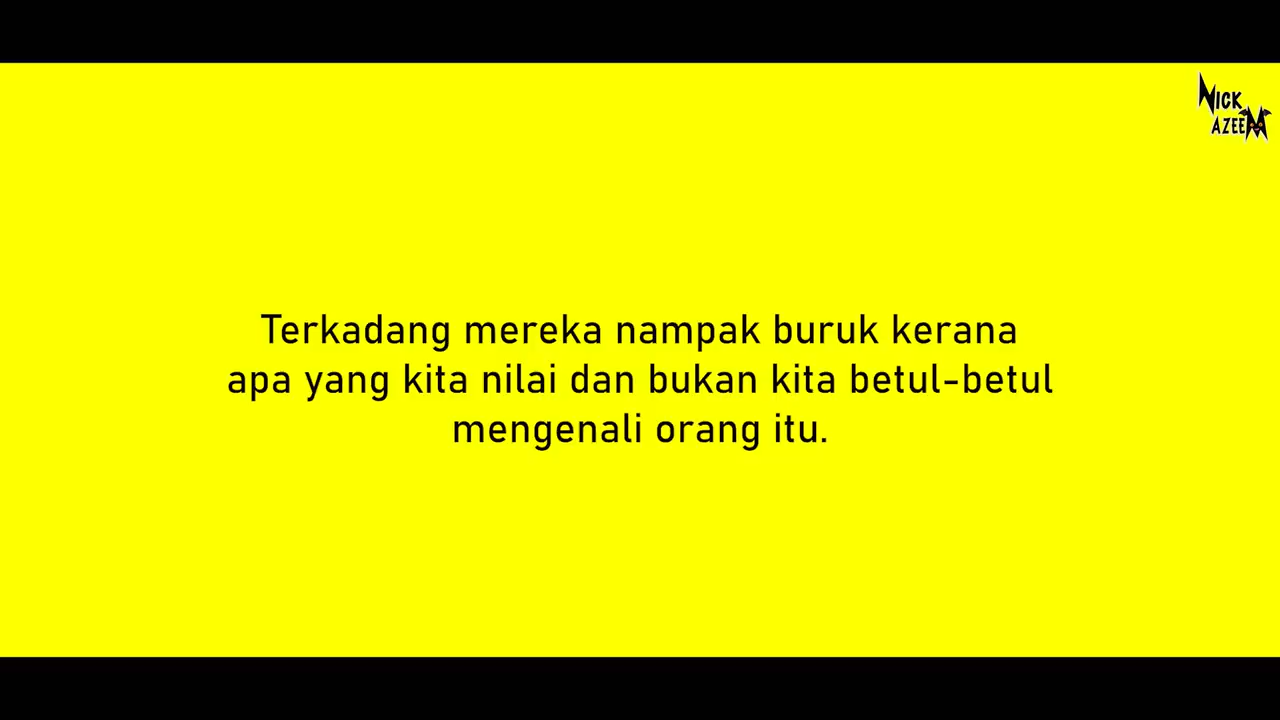 NICK
AZEEM
Terkadang mereka nampak buruk kerana
apa yang kita nilai dan bukan kita betul-betul
mengenali orang itu.